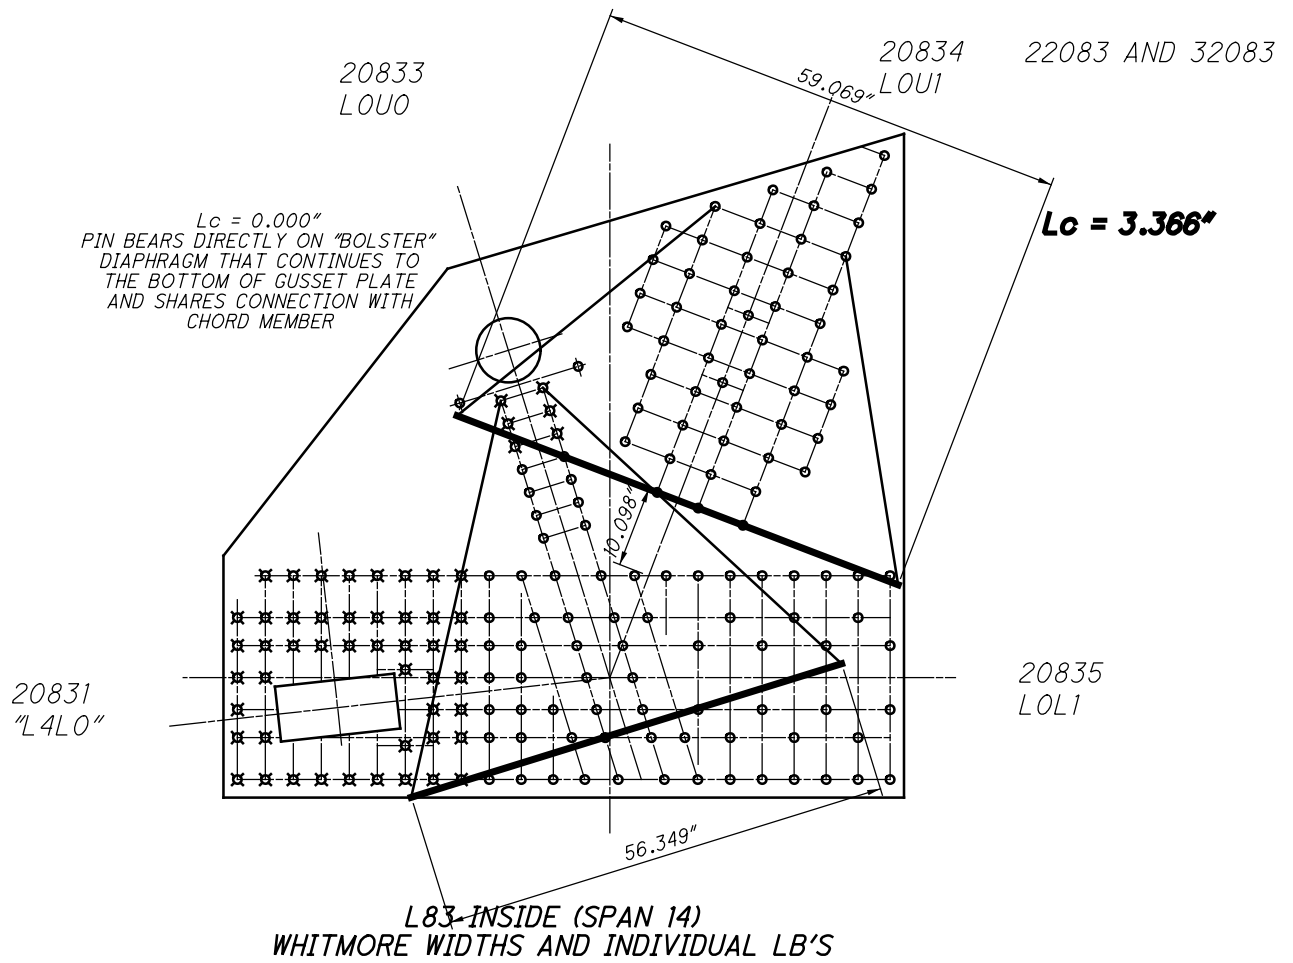 20833
L0U0
20834
L0U1
22083 AND 32083
59.069"
Lc = 0.000"
PIN BEARS DIRECTLY ON "BOLSTER"
DIAPHRAGM THAT CONTINUES TO
THE BOTTOM OF GUSSET PLATE
AND SHARES CONNECTION WITH
CHORD MEMBER
Lc = 3.366"
10.098"
20831
"L4L0"
20835
L0L1
56.349"
L83 INSIDE (SPAN 14)
WHITMORE WIDTHS AND INDIVIDUAL LB'S